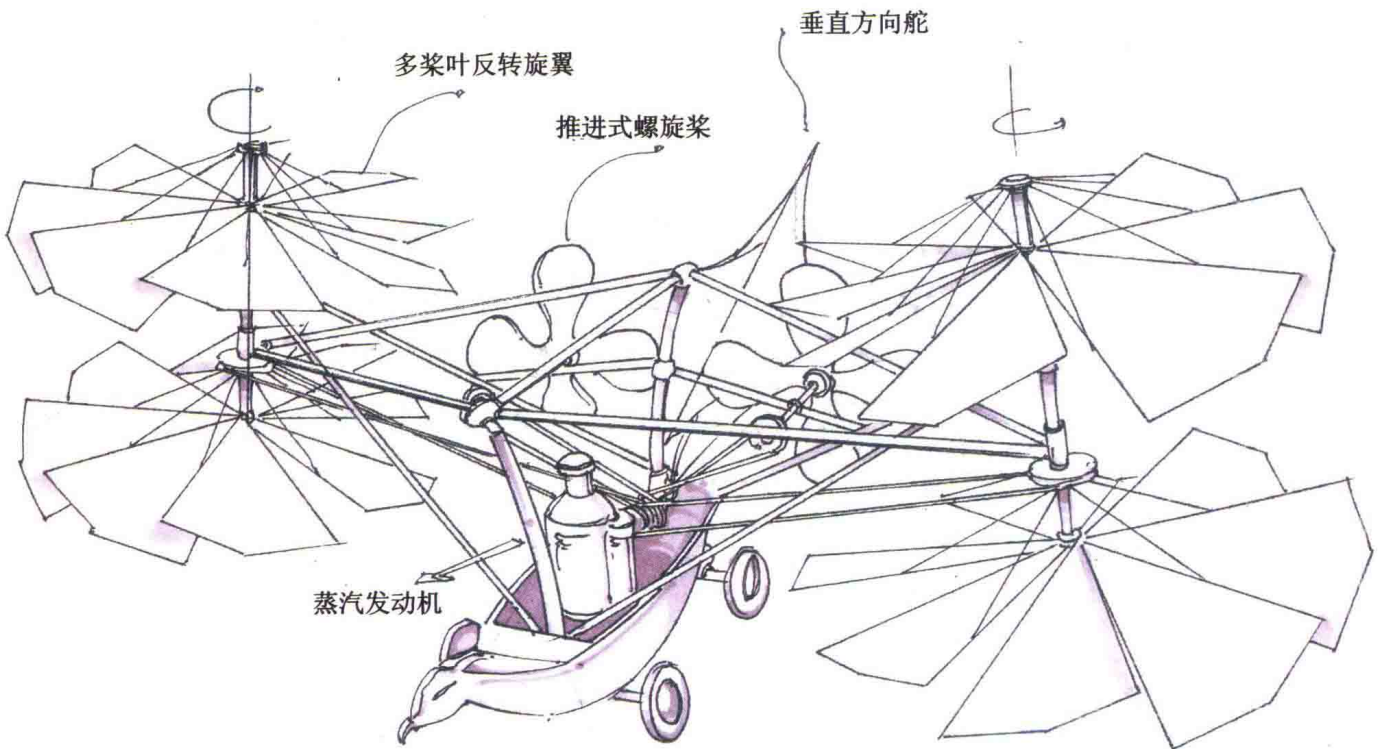 垂直方向舵
多桨叶反转旋翼
推进式螺旋桨
蒸汽发动机